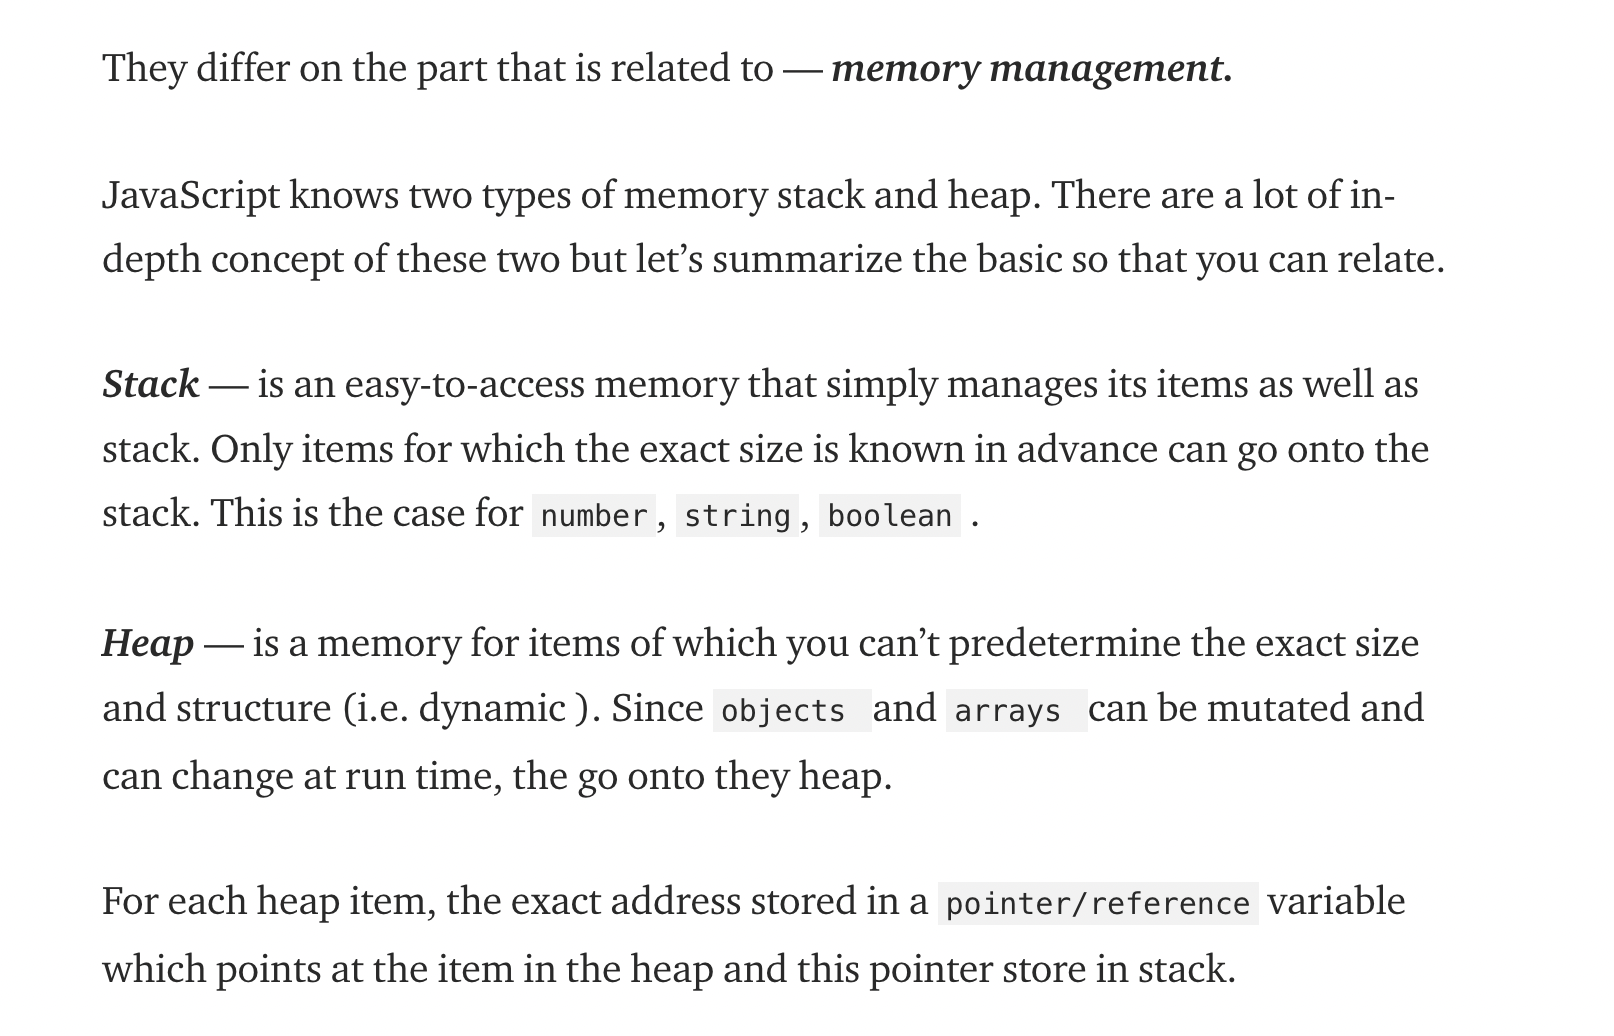 They differ on the part that is related to — memory management.
JavaScript knows two types of memory stack and heap. There are a lot of in-
depth concept of these two but let’s summarize the basic so that you can relate.
Stack — is an easy-to-access memory that simply manages its items as well as
stack. Only items for which the exact size is known in advance can go onto the
stack. This is the case for number, string, boolean .
Heap — is a memory for items of which you can’t predetermine the exact size
and structure (i.e. dynamic ). Since objects and arrays can be mutated and
can change at run time, the go onto they heap.
For each heap item, the exact address stored in a pointer/reference variable
which points at the item in the heap and this pointer store in stack.